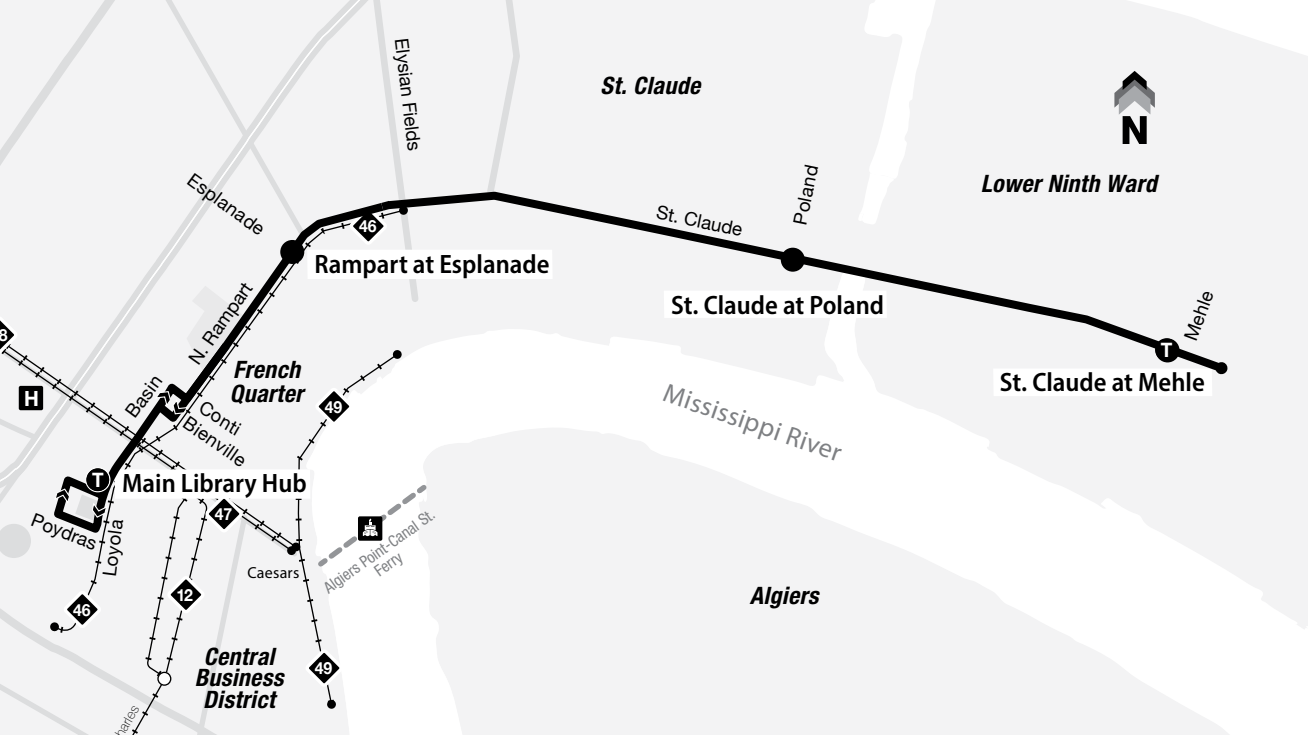 Elysian Fields
St. Claude
N
Lower Ninth Ward
Esplanade
Poland
St. Claude
46
Rampart at Esplanade
St. Claude at Poland
Mehle
N. Rampart
8
French
Quarter
T
St. Claude at Mehle
H
Basin
49
Conti
Bienville
Mississippi River
T
Main Library Hub
47
Poydras
Loyola
Algiers Point-Canal St.
Ferry
Caesars
12
46
Algiers
Central
Business
District
49
harles